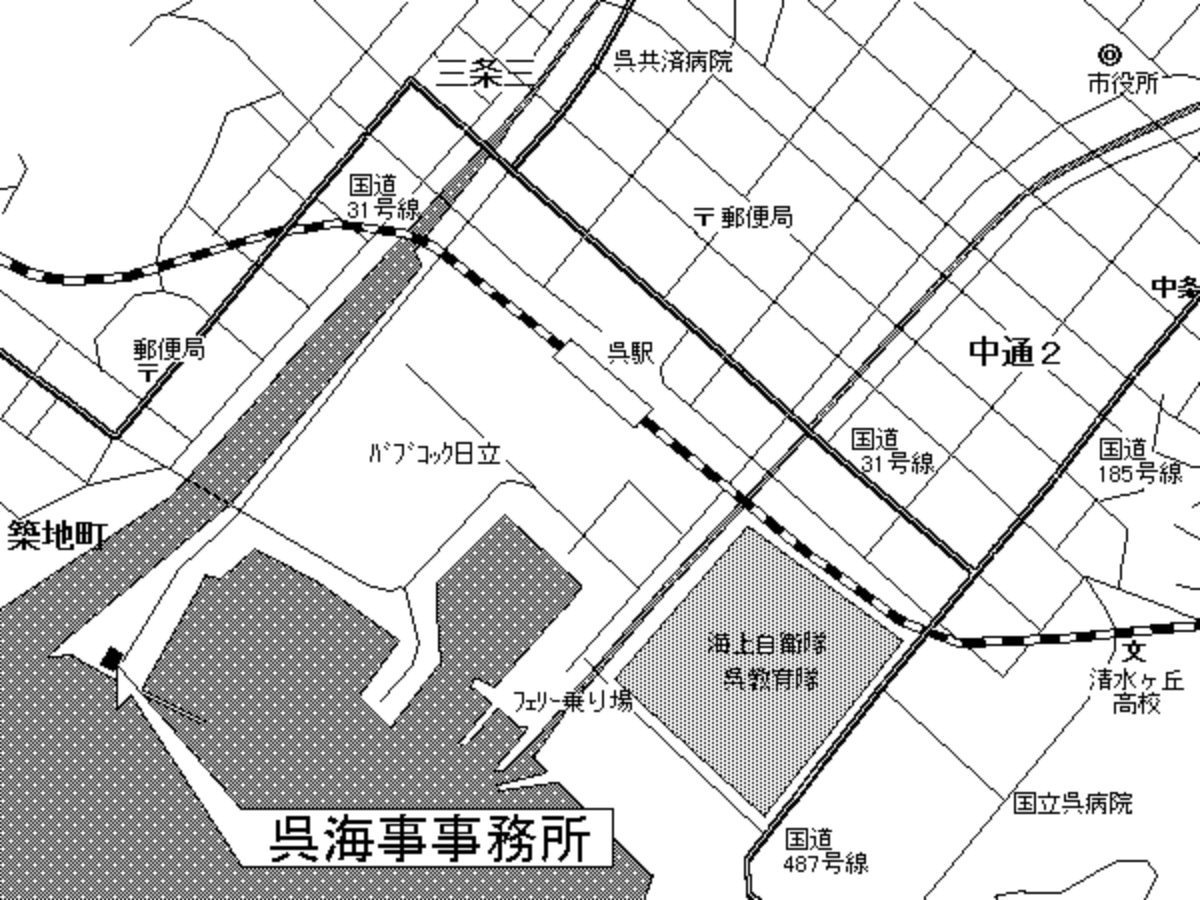 三条三
呉共済病院
◎
市役所
国道
31号線
〒郵便局
中条
郵便局
〒
呉駅
中通2
ﾊﾞﾌﾞｺｯｸ日立
国道
31号線
国道
185号線
築地町
海上自衛隊
呉教育隊
文
清水ヶ丘
高校
ﾌｪﾘｰ乗り場
国立呉病院
呉海事事務所
国道
487号線